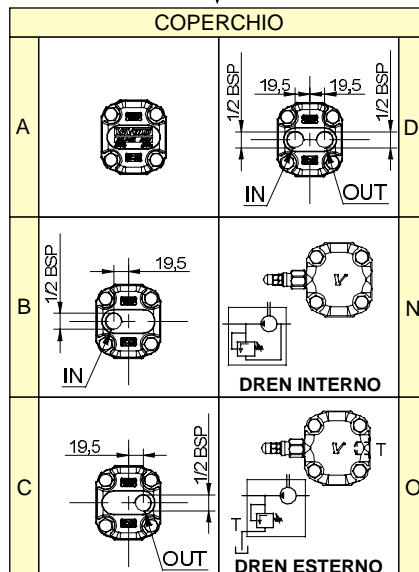 COPERCHIO
A
1/2 BSP
19,5
19,5
1/2 BSP
D
IN
OUT
B
1/2 BSP
19,5
IN
N
DREN INTERNO
C
19,5
1/2 BSP
OUT
T
T
O
DREN ESTERNO